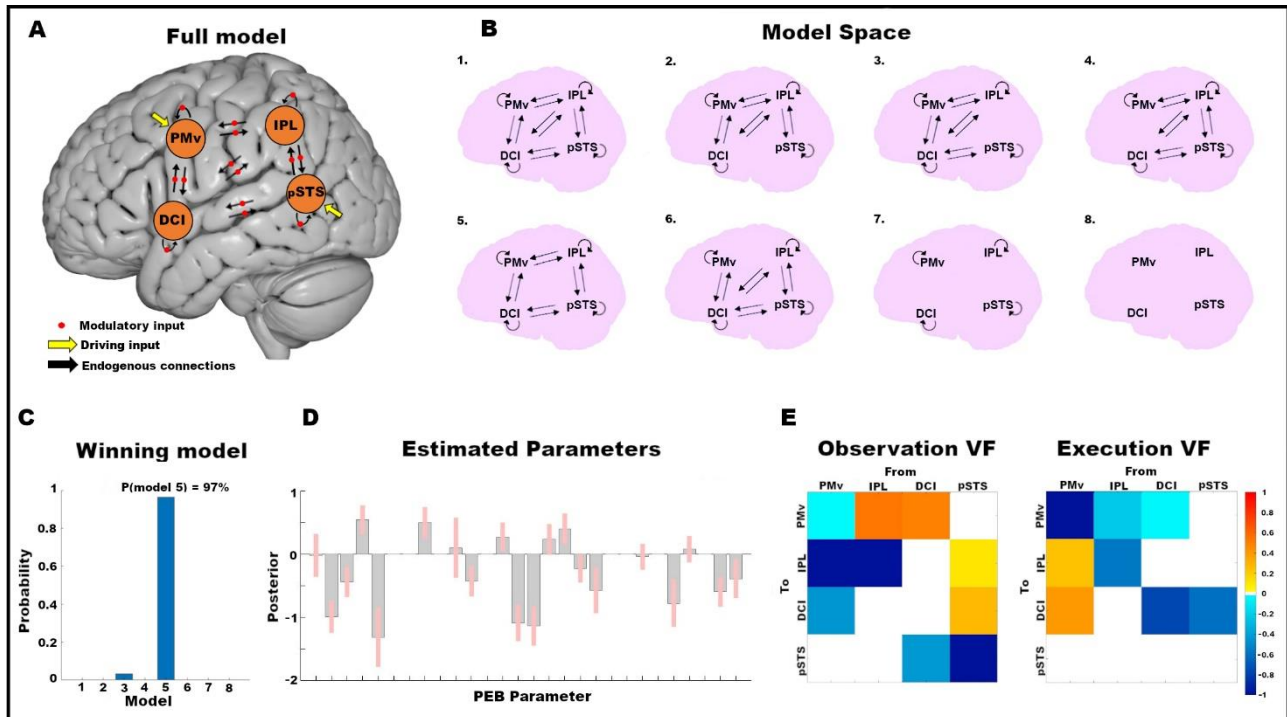 A
Full model
PMv
IPL
pSTS
DCI
Modulatory input
Driving input
Endogenous connections
B
Model Space
1.
PMv
IPL
DCI
pSTS
2.
PMv
IPL
DCI
pSTS
3.
PMv
IPL
DCI
pSTS
4.
PMv
IPL
DCI
pSTS
5.
PMv
IPL
DCI
pSTS
6.
PMv
IPL
DCI
pSTS
7.
PMv
IPL
DCI
pSTS
8.
PMv
IPL
DCI
pSTS
C
Winning model
P(model 5) = 97%
Probability
1
0.8
0.6
0.4
0.2
0
1 2 3 4 5 6 7 8
Model
D
Estimated Parameters
Posterior
1
0
-1
-2
PEB Parameter
E
Observation VF
From
PMv IPL DCI pSTS
To
PMv
IPL
DCI
pSTS
Execution VF
From
PMv IPL DCI pSTS
To
PMv
IPL
DCI
pSTS
1
0.8
0.6
0.4
0.2
0
-0.2
-0.4
-0.6
-0.8
-1